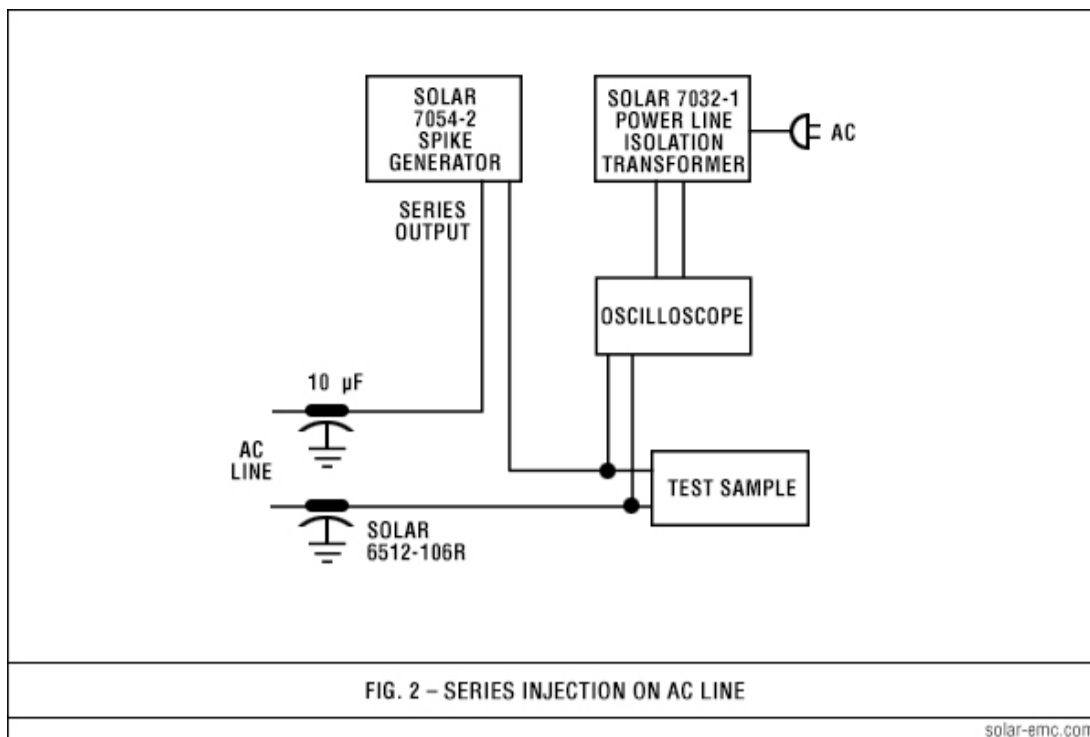 SOLAR
7054-2
SPIKE
GENERATOR
SOLAR 7032-1
POWER LINE
ISOLATION
TRANSFORMER
AC
SERIES
OUTPUT
OSCILLOSCOPE
10 µF
AC
LINE
TEST SAMPLE
SOLAR
6512-106R
FIG. 2 – SERIES INJECTION ON AC LINE
solar-emc.com